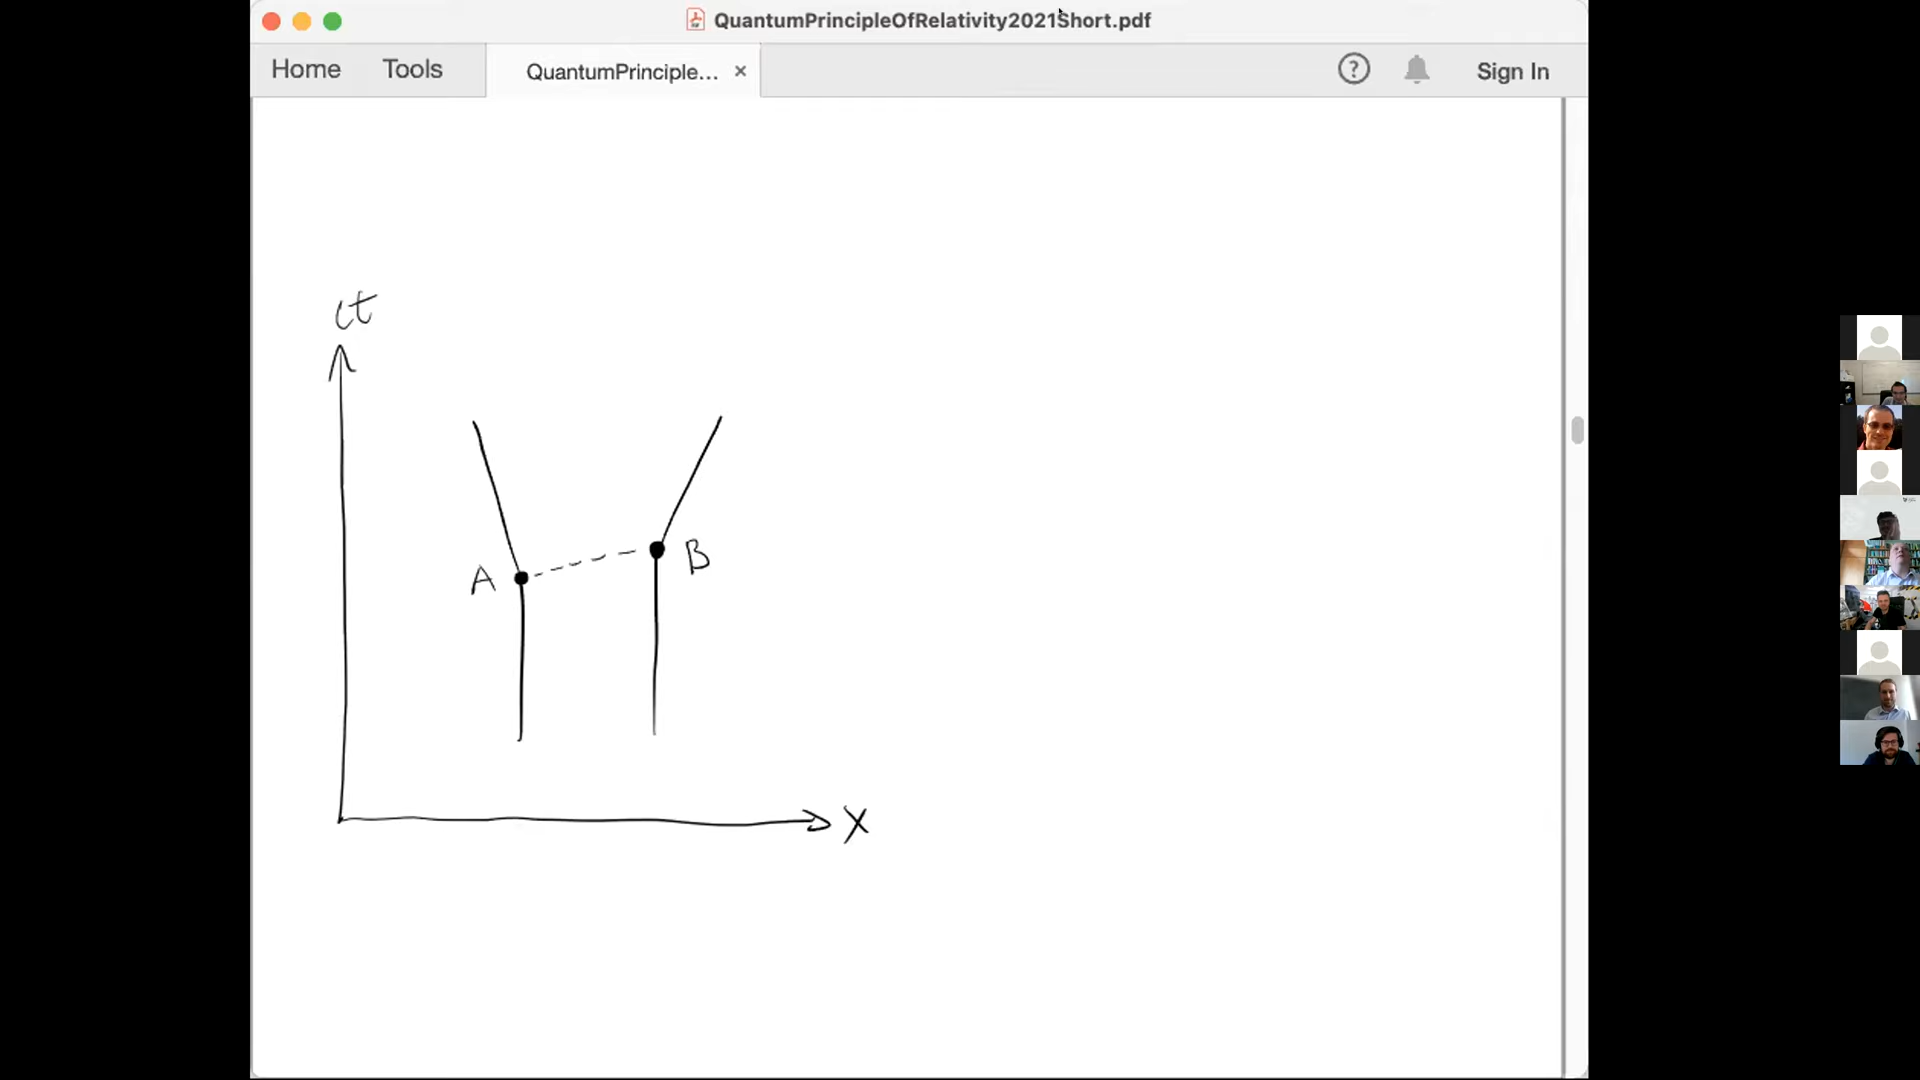 QuantumPrincipleOfRelativity2021Short.pdf
Home Tools QuantumPrinciple... × ? Sign In
ct
A B
X